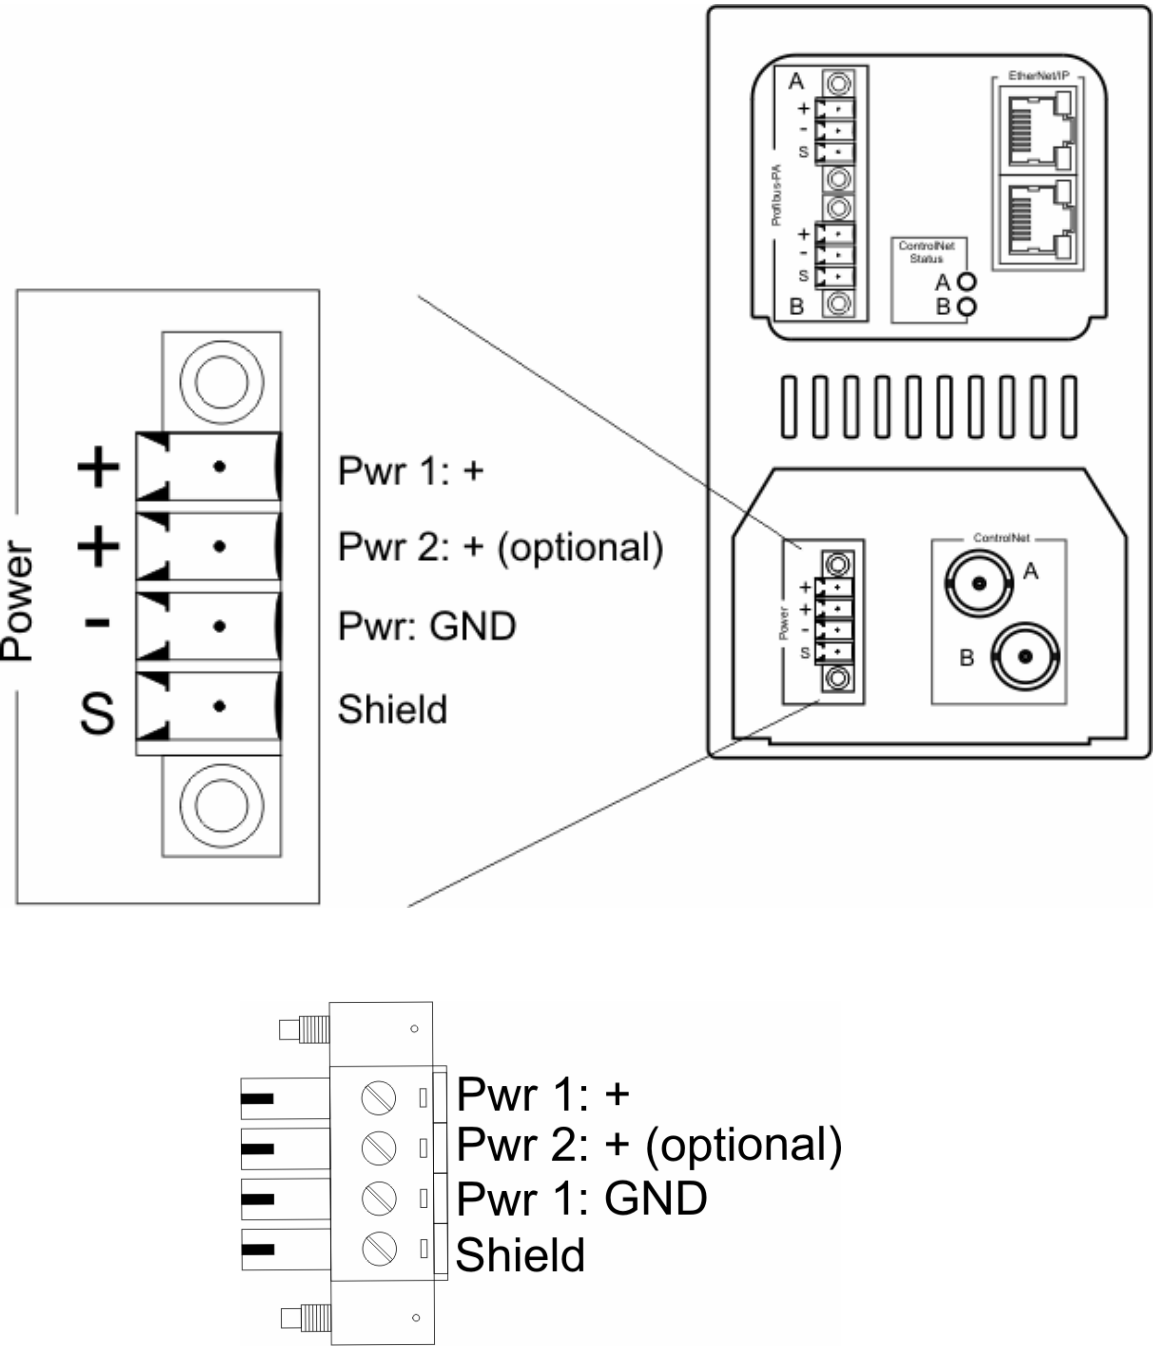 A
+
-
S
Profibus-PA
+
-
S
B
EtherNet/IP
ControlNet
Status
A
B
Power
+
+
-
S
Pwr 1: +
Pwr 2: + (optional)
Pwr: GND
Shield
Power
+
+
-
S
ControlNet
A
B
Pwr 1: +
Pwr 2: + (optional)
Pwr 1: GND
Shield